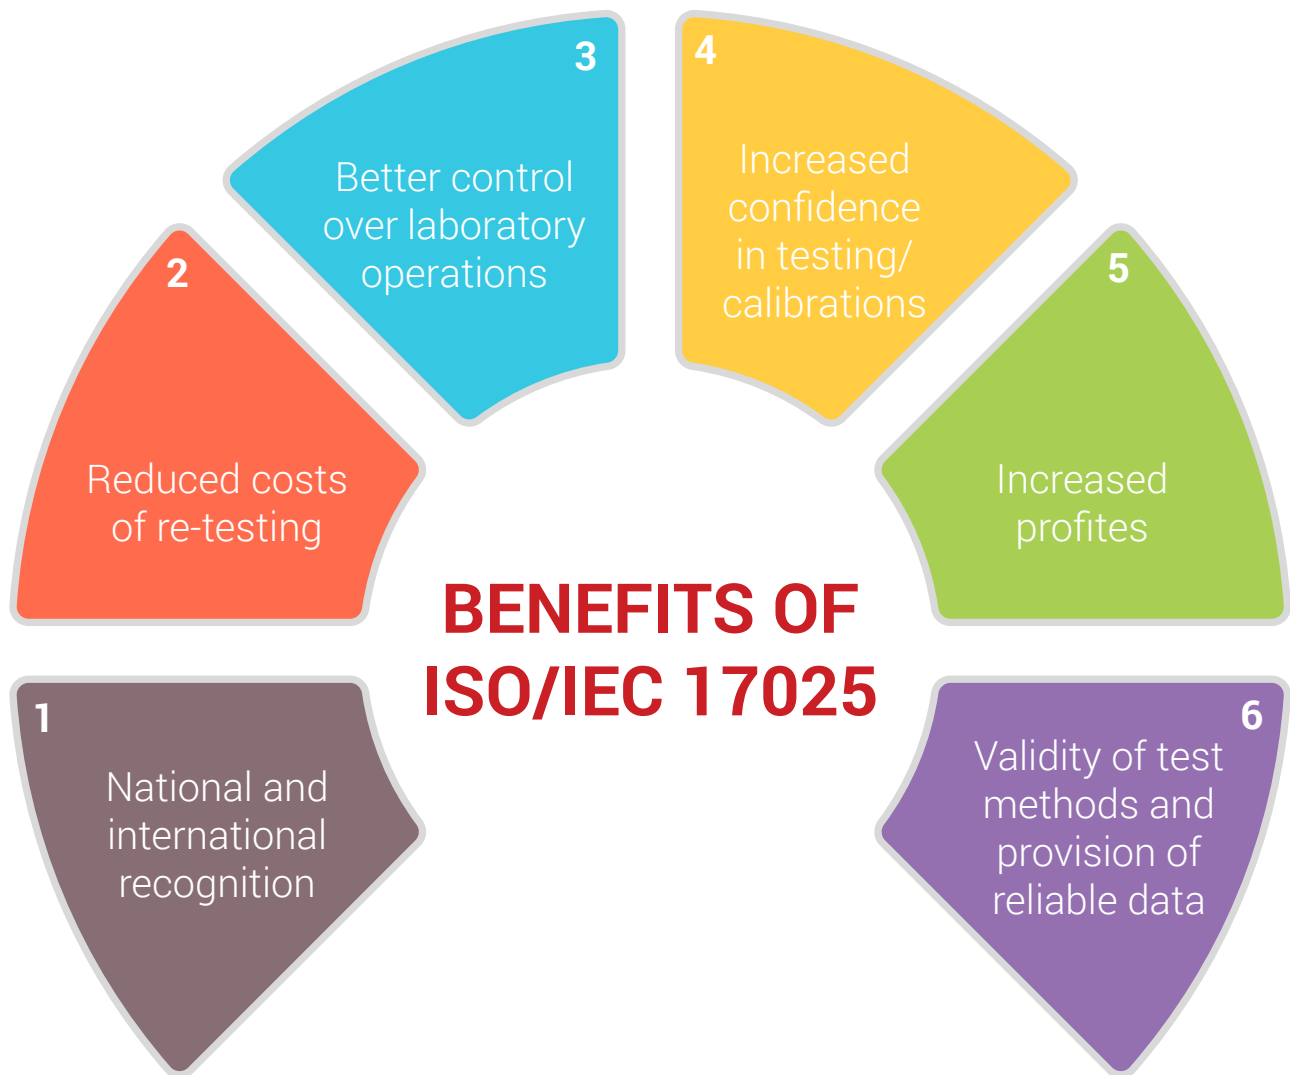 BENEFITS OF
ISO/IEC 17025
1
National and
international
recognition
2
Reduced costs
of re-testing
3
Better control
over laboratory
operations
4
Increased
confidence
in testing/
calibrations
5
Increased
profites
6
Validity of test
methods and
provision of
reliable data